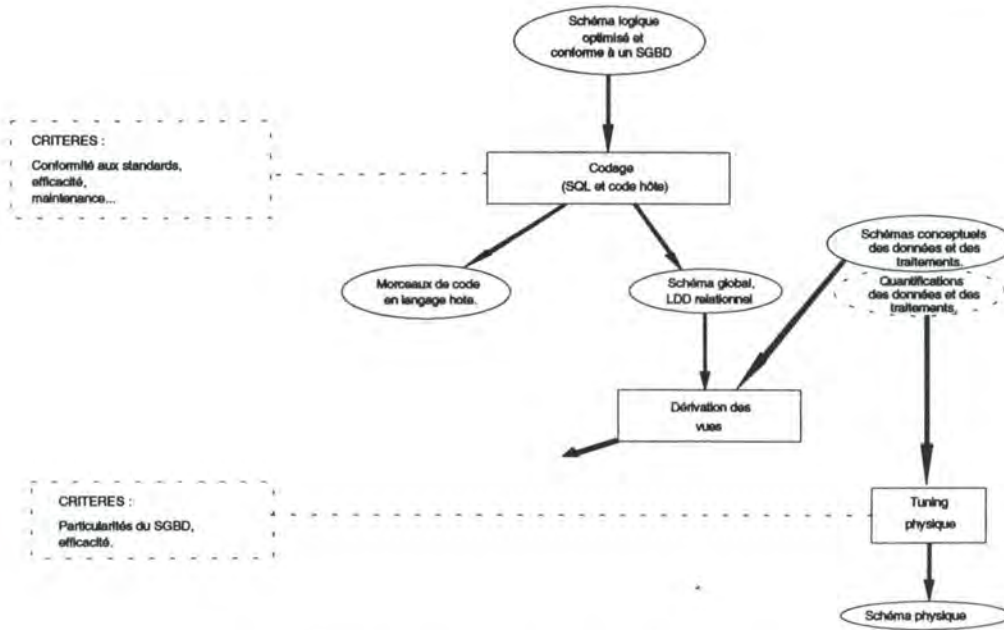 Schéma logique
optimisé et
conforme à un SGBD
CRITERES :
Conformité aux standards,
efficacité,
maintenance...
Codage
(SQL et code hôte)
Schémas conceptuels
des données et des
traitements.
Morceaux de code
en langage hote.
Schéma global,
LDD relationnel
Quantifications
des données et des
traitements,
Dérivation des
vues
CRITERES :
Particularités du SGBD,
efficacité.
Tuning
physique
Schéma physique